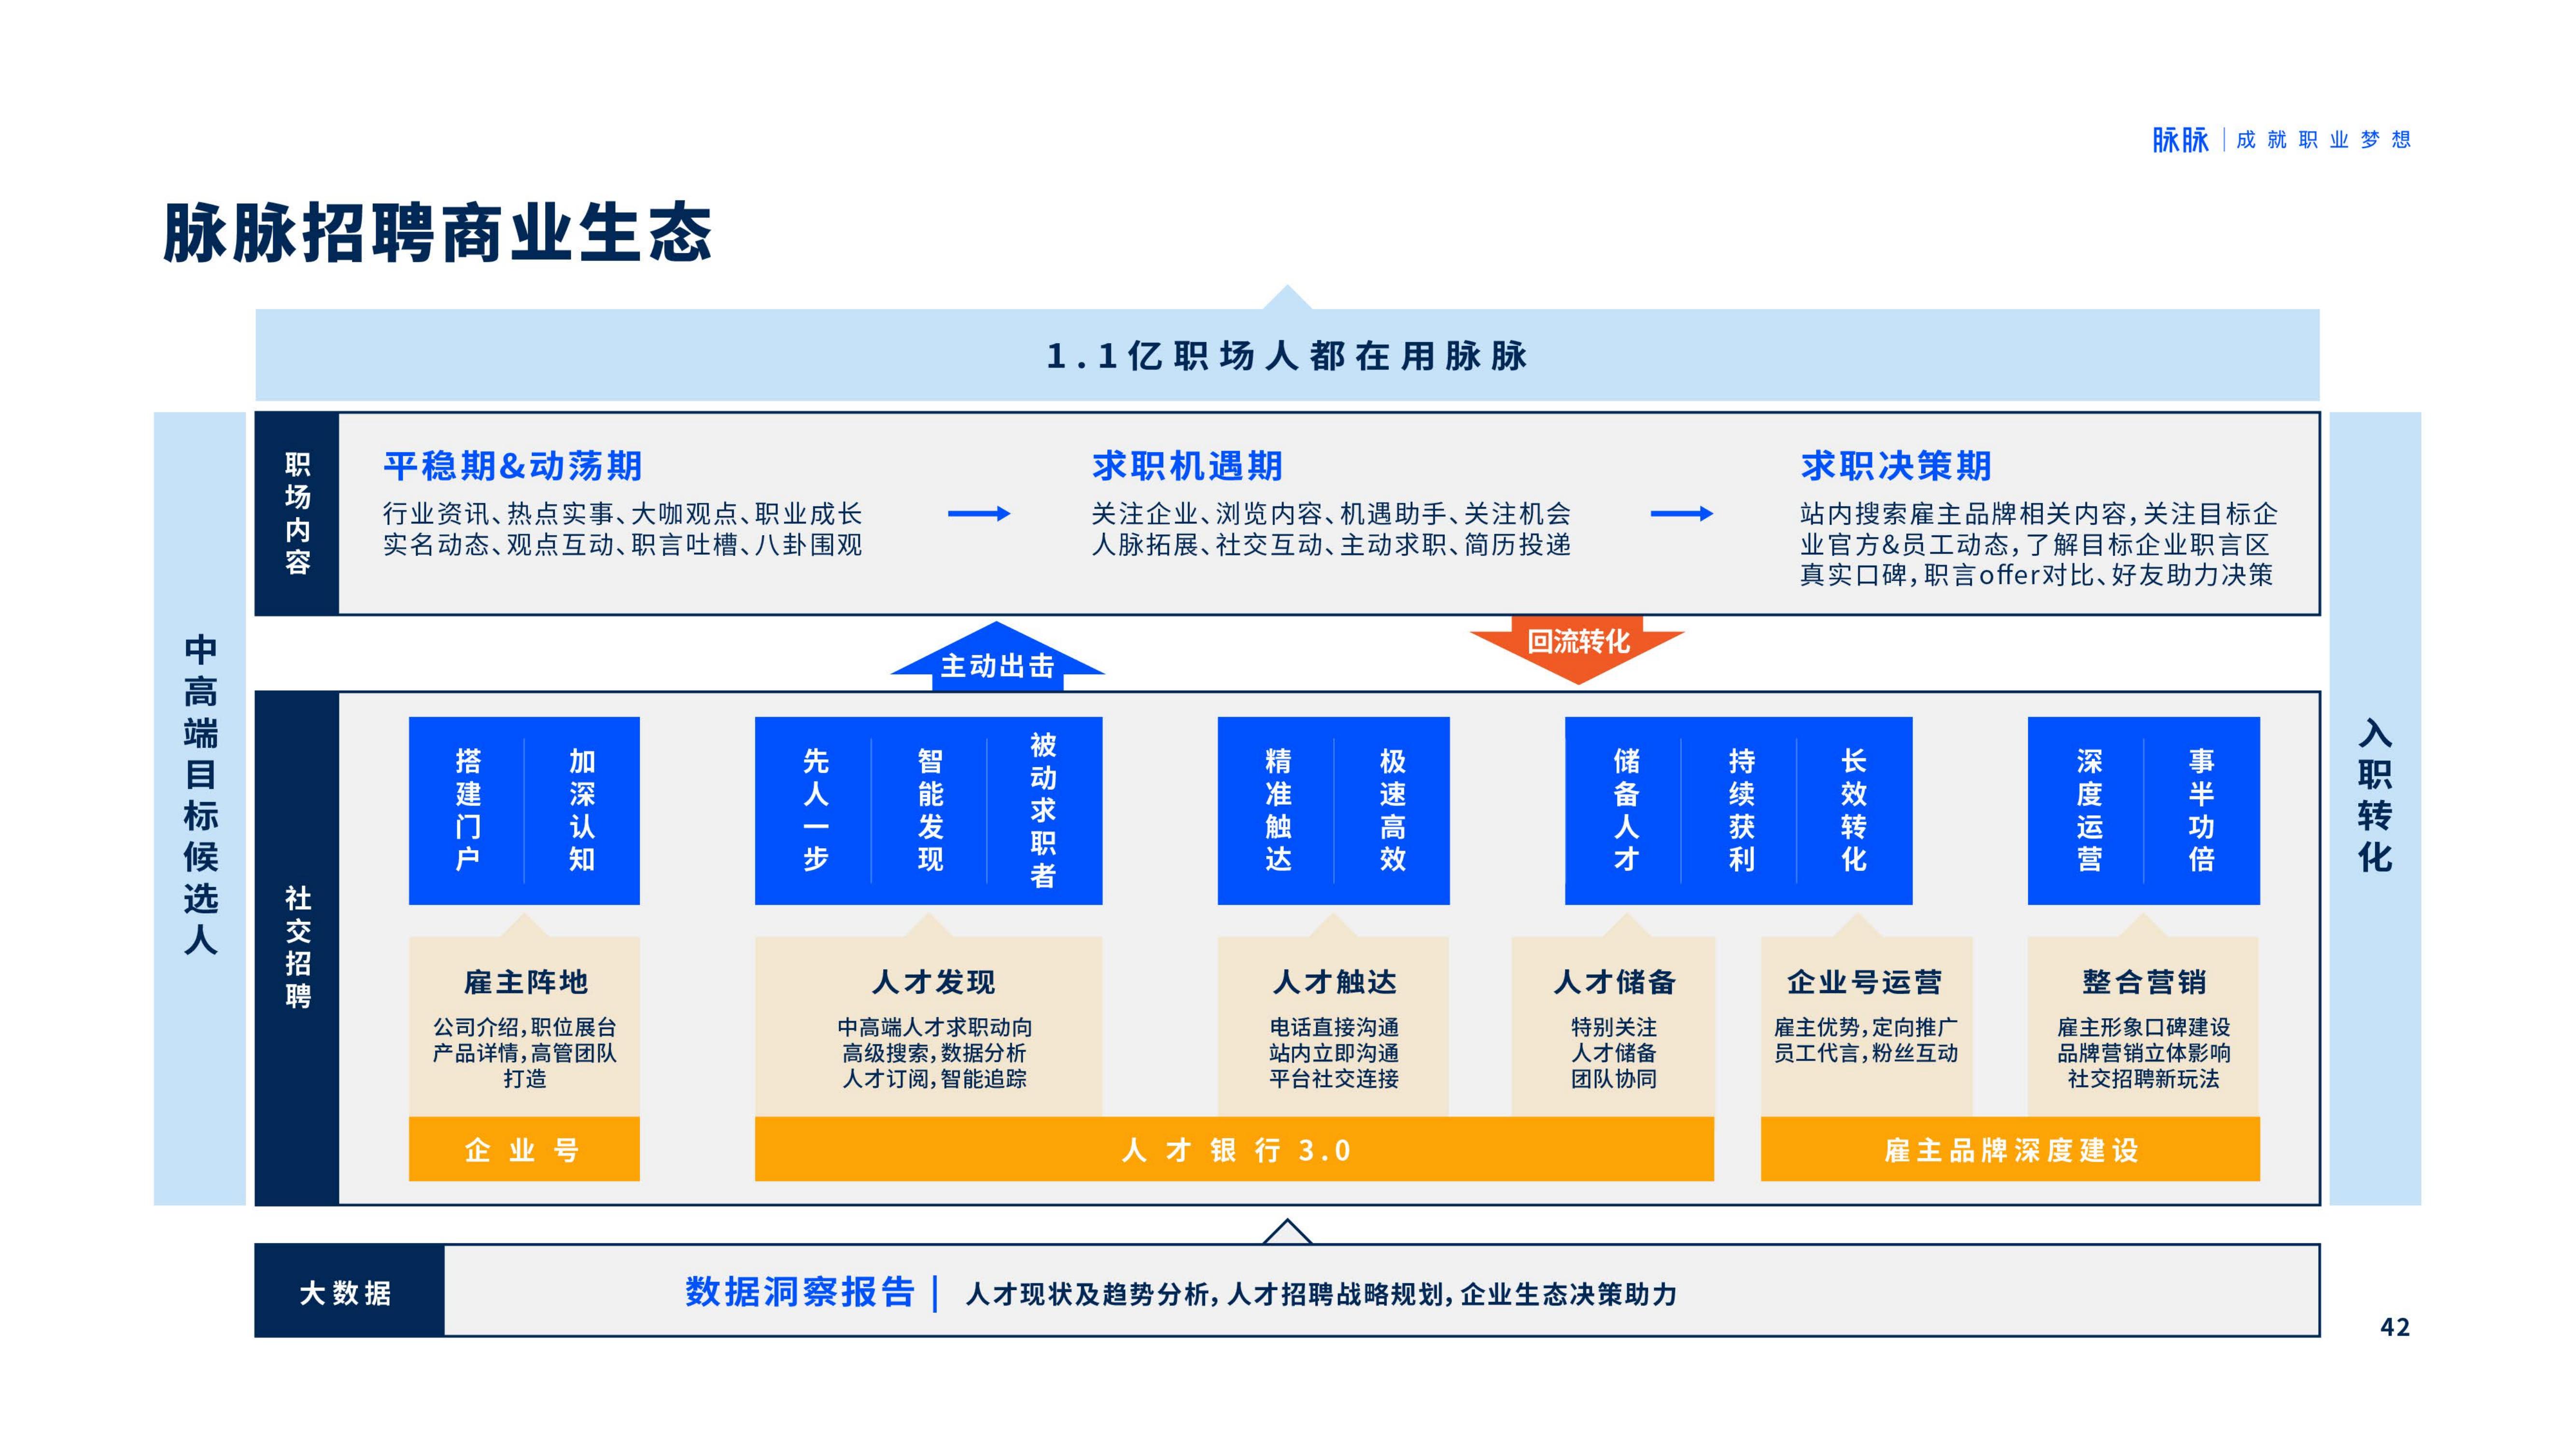 脉脉 | 成就职业梦想
脉脉招聘商业生态
1.1亿职场人都在用脉脉
中高端目标候选人
职场内容
平稳期&动荡期
行业资讯、热点实事、大咖观点、职业成长
实名动态、观点互动、职言吐槽、八卦围观
求职机遇期
关注企业、浏览内容、机遇助手、关注机会
人脉拓展、社交互动、主动求职、简历投递
求职决策期
站内搜索雇主品牌相关内容,关注目标企
业官方&员工动态,了解目标企业职言区
真实口碑,职言offer对比、好友助力决策
主动出击
回流转化
社交招聘
搭建门户
加深认知
先人一步
智能发现
被动求职者
精准触达
极速高效
储备人才
持续获利
长效转化
深度运营
事半功倍
雇主阵地
公司介绍,职位展台
产品详情,高管团队
打造
人才发现
中高端人才求职动向
高级搜索,数据分析
人才订阅,智能追踪
人才触达
电话直接沟通
站内立即沟通
平台社交连接
人才储备
特别关注
人才储备
团队协同
企业号运营
雇主优势,定向推广
员工代言,粉丝互动
整合营销
雇主形象口碑建设
品牌营销立体影响
社交招聘新玩法
企业号
人才银行3.0
雇主品牌深度建设
入职转化
大数据
数据洞察报告 | 人才现状及趋势分析,人才招聘战略规划,企业生态决策助力
42